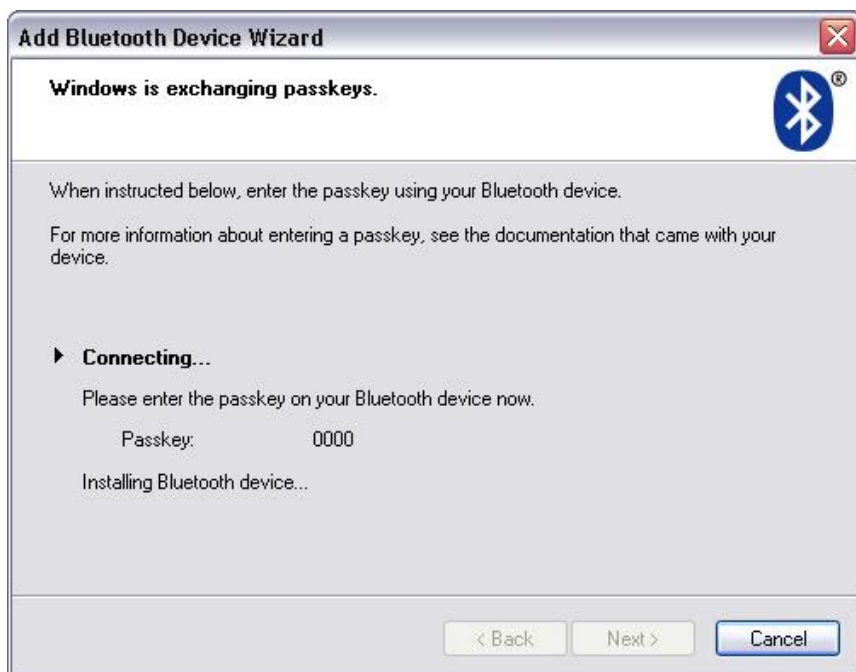 Add Bluetooth Device Wizard
Windows is exchanging passkeys.
®
When instructed below, enter the passkey using your Bluetooth device.
For more information about entering a passkey, see the documentation that came with your
device.
Connecting...
Please enter the passkey on your Bluetooth device now.
Passkey: 0000
Installing Bluetooth device...
< Back Next > Cancel